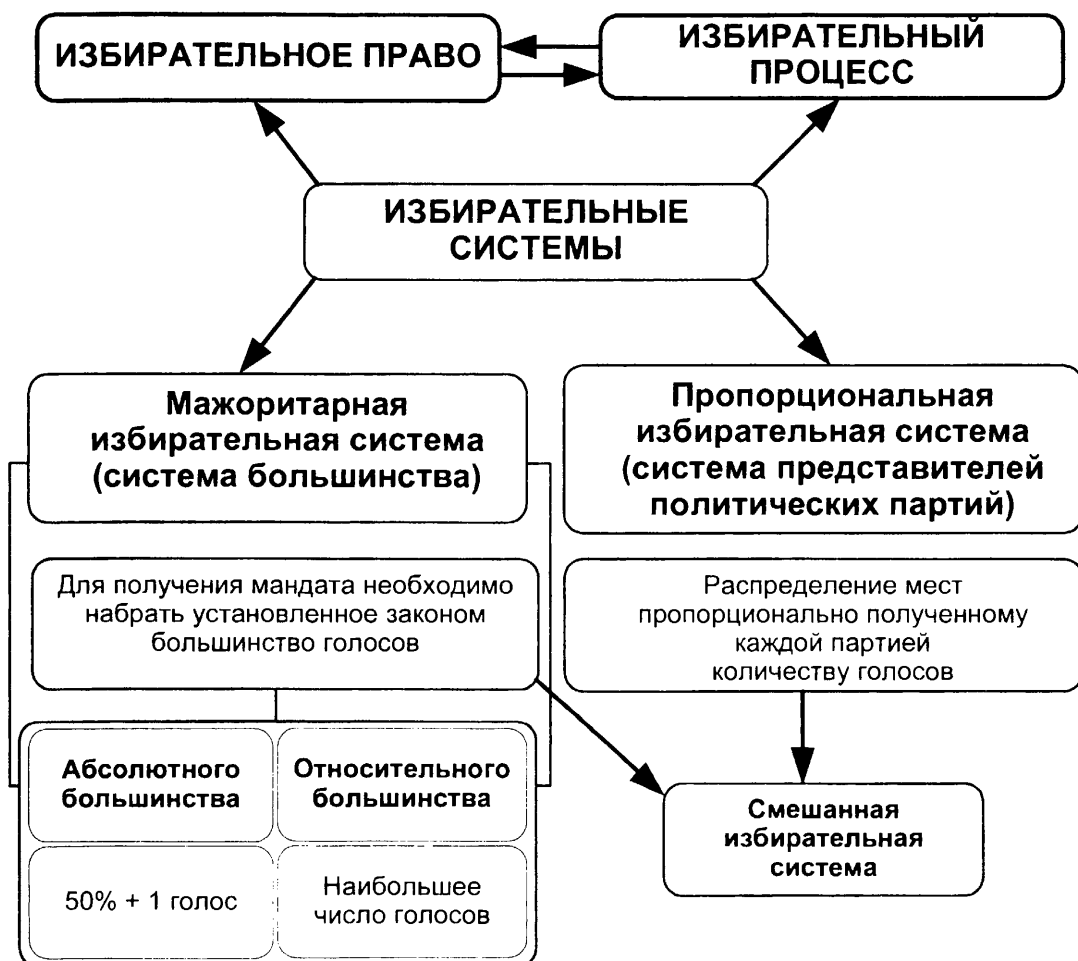 ИЗБИРАТЕЛЬНОЕ ПРАВО
ИЗБИРАТЕЛЬНЫЙ
ПРОЦЕСС
ИЗБИРАТЕЛЬНЫЕ
СИСТЕМЫ
Мажоритарная
избирательная система
(система большинства)
Пропорциональная
избирательная система
(система представителей
политических партий)
Для получения мандата необходимо
набрать установленное законом
большинство голосов
Распределение мест
пропорционально полученному
каждой партией
количеству голосов
Абсолютного
большинства
Относительного
большинства
50% + 1 голос
Наибольшее
число голосов
Смешанная
избирательная
система